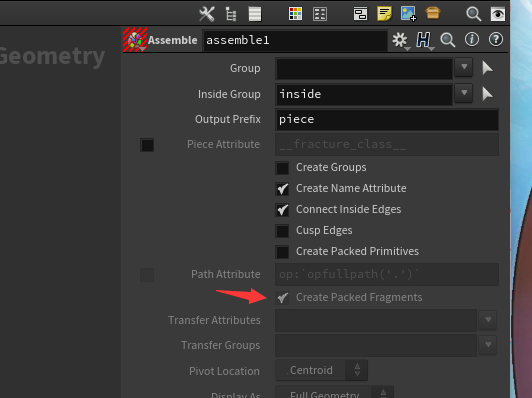 Geometry
Assemble assemble1
Group
Inside Group inside
Output Prefix piece
Piece Attribute __fracture_class__
Create Groups
Create Name Attribute
Connect Inside Edges
Cusp Edges
Create Packed Primitives
Path Attribute op:`opfullpath('.')`
Create Packed Fragments
Transfer Attributes
Transfer Groups
Pivot Location Centroid
Display As Full Geometry